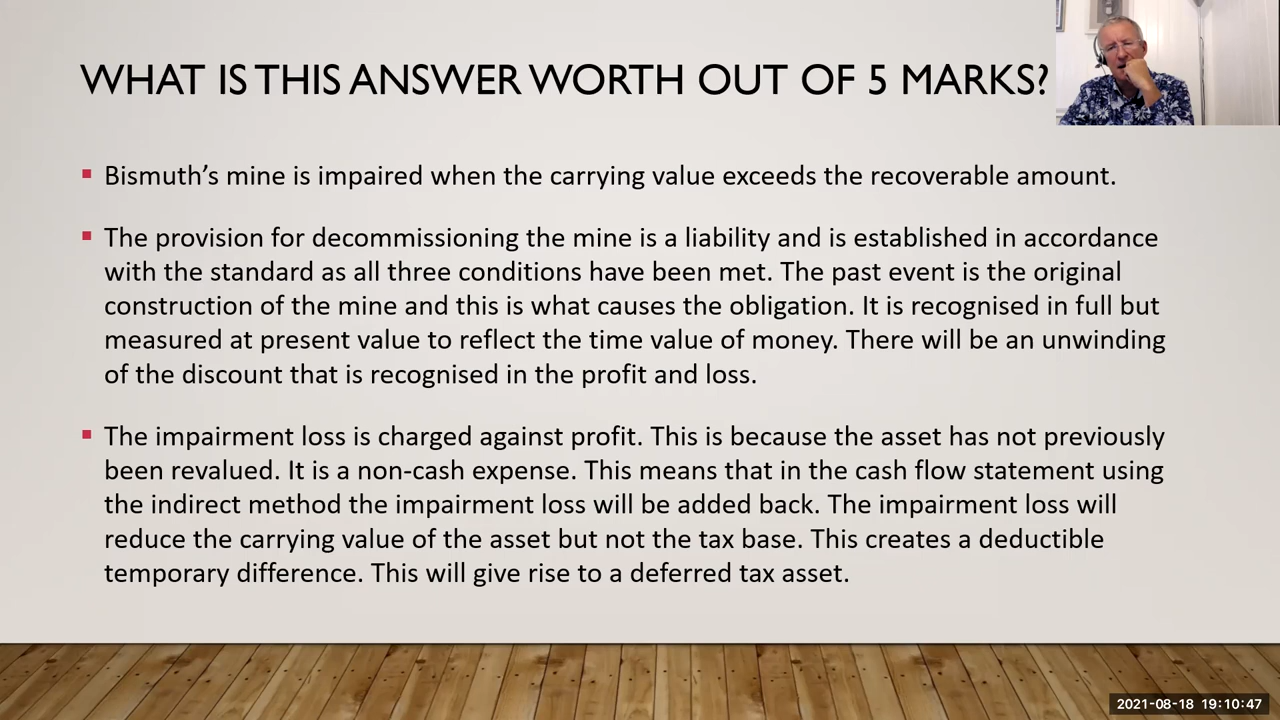 WHAT IS THIS ANSWER WORTH OUT OF 5 MARKS?
Bismuth’s mine is impaired when the carrying value exceeds the recoverable amount.
The provision for decommissioning the mine is a liability and is established in accordance
with the standard as all three conditions have been met. The past event is the original
construction of the mine and this is what causes the obligation. It is recognised in full but
measured at present value to reflect the time value of money. There will be an unwinding
of the discount that is recognised in the profit and loss.
The impairment loss is charged against profit. This is because the asset has not previously
been revalued. It is a non-cash expense. This means that in the cash flow statement using
the indirect method the impairment loss will be added back. The impairment loss will
reduce the carrying value of the asset but not the tax base. This creates a deductible
temporary difference. This will give rise to a deferred tax asset.
2021-08-18 19:10:47